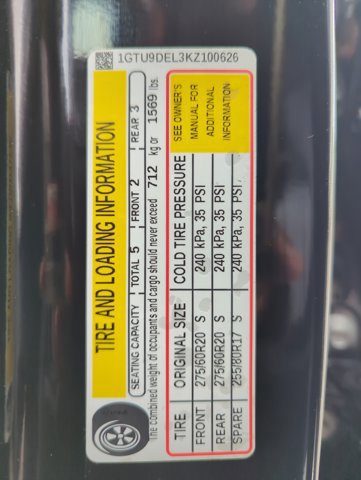 1GTU9DEL3KZ100626
TIRE AND LOADING INFORMATION
SEATING CAPACITY TOTAL 5 FRONT 2 REAR 3
The combined weight of occupants and cargo should never exceed 712 kg or 1569 lbs.
TIRE ORIGINAL SIZE COLD TIRE PRESSURE
FRONT 275/60R20 S 240 kPa, 35 PSI
REAR 275/60R20 S 240 kPa, 35 PSI
SPARE 255/80R17 S 240 kPa, 35 PSI
SEE OWNER'S
MANUAL FOR
ADDITIONAL
INFORMATION